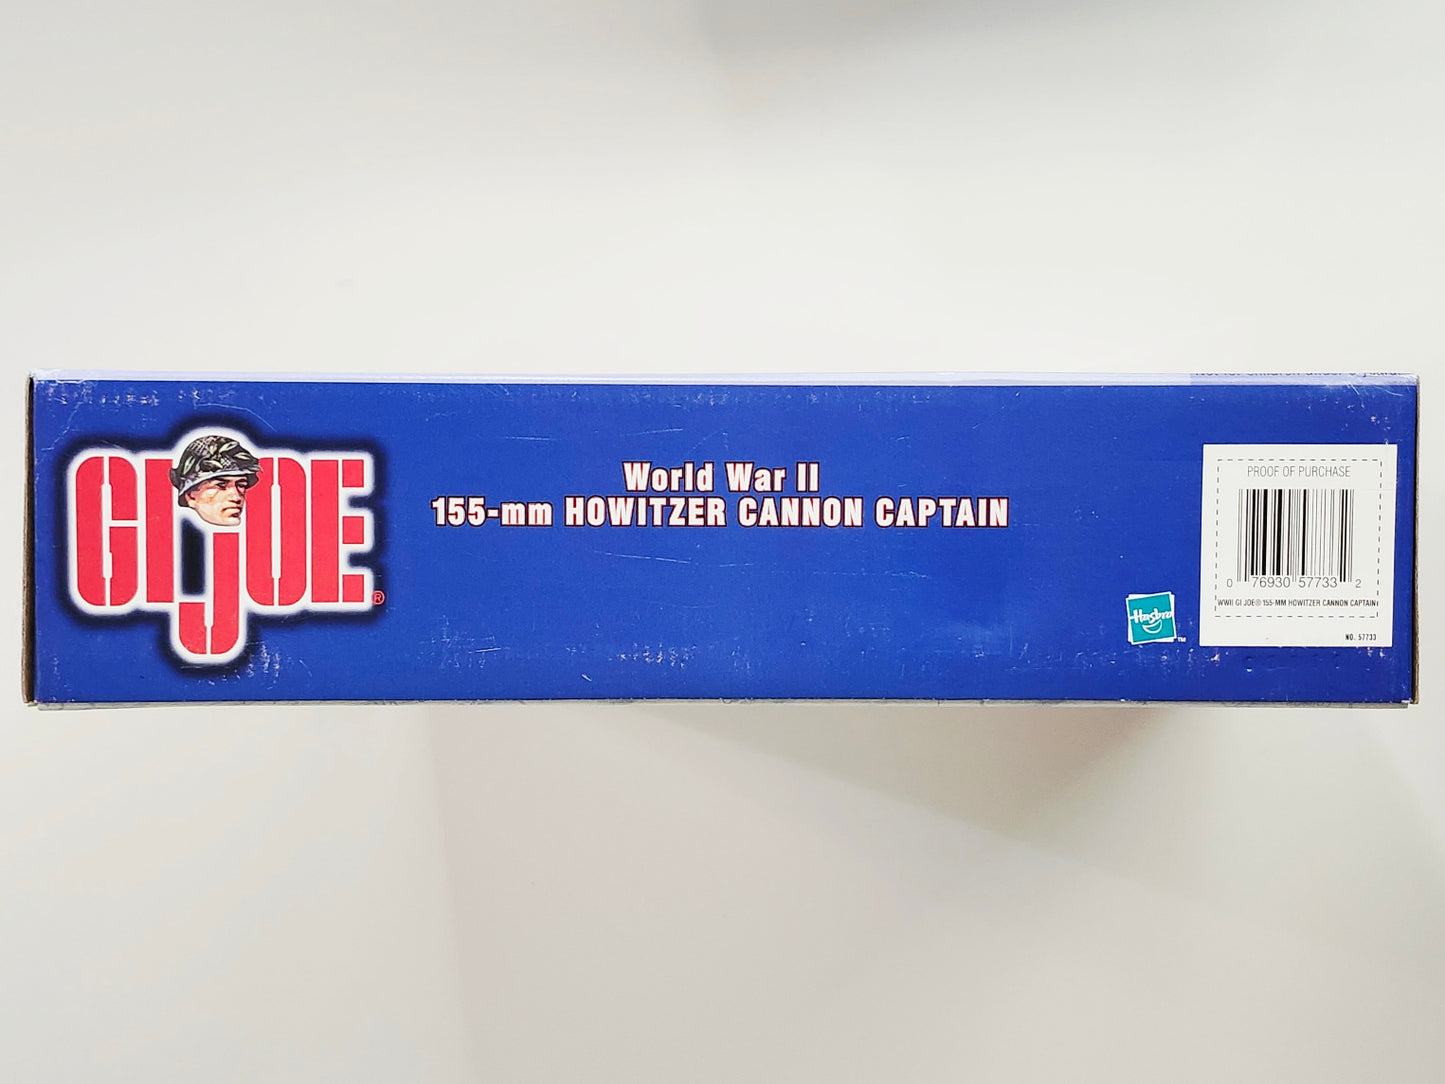 GI JOE®
World War II
155-mm HOWITZER CANNON CAPTAIN
Hasbro™
PROOF OF PURCHASE
0 76930 57733 2
WWII GI JOE® 155-MM HOWITZER CANNON CAPTAIN
NO. 57733